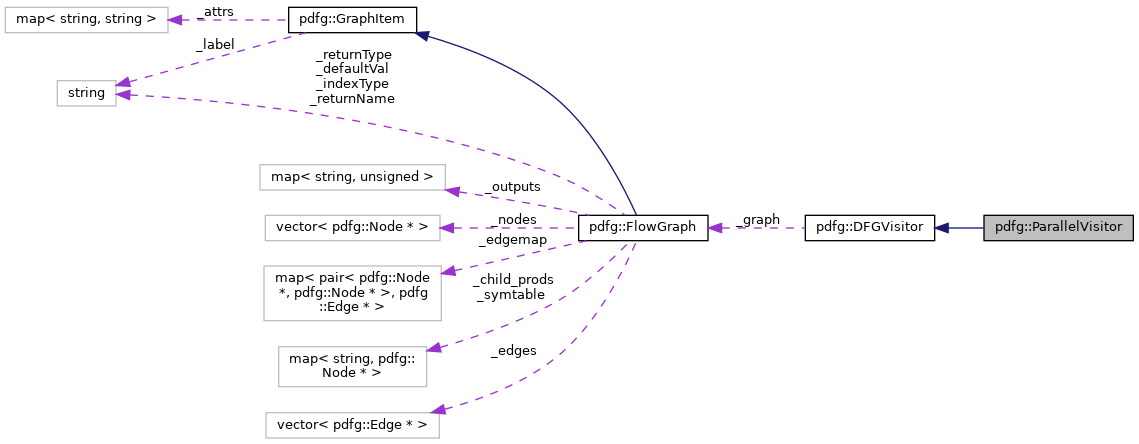 map< string, string >
_attrs
pdfg::GraphItem
_label
string
_returnType
_defaultVal
_indexType
_returnName
map< string, unsigned >
_outputs
vector< pdfg::Node * >
_nodes
_edgemap
pdfg::FlowGraph
_graph
pdfg::DFGVisitor
pdfg::ParallelVisitor
map< pair< pdfg::Node
*, pdfg::Node * >, pdfg
::Edge * >
_child_prods
_symtable
map< string, pdfg::
Node * >
_edges
vector< pdfg::Edge * >